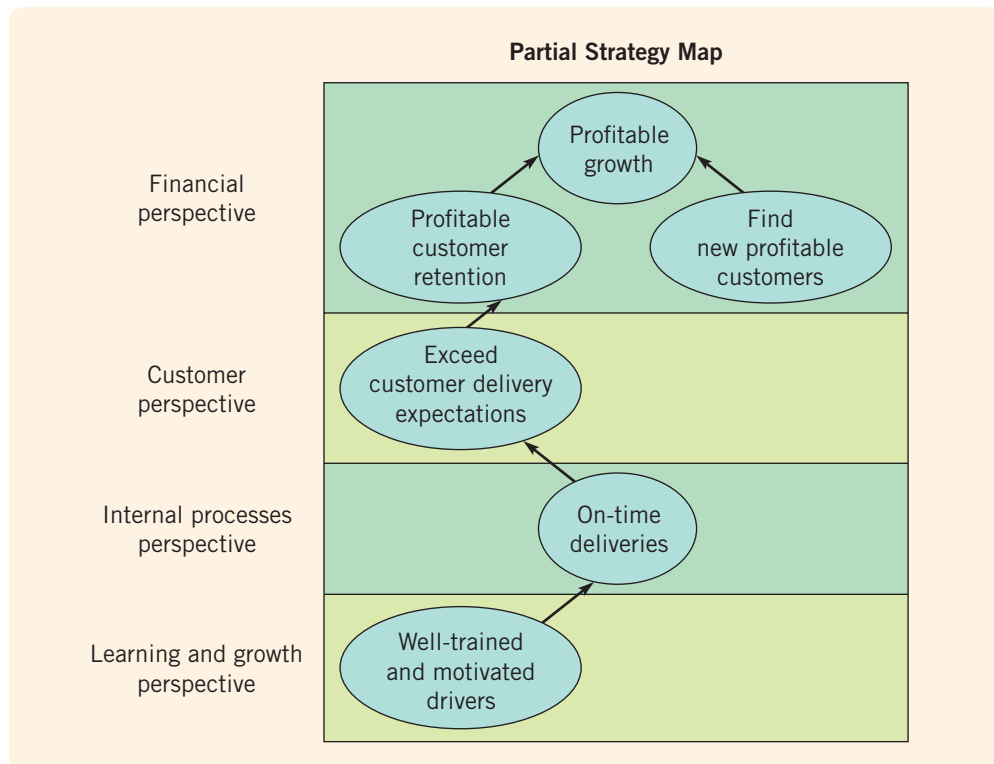 Partial Strategy Map
Financial
perspective
Profitable
growth
Profitable
customer
retention
Find
new profitable
customers
Customer
perspective
Exceed
customer delivery
expectations
Internal processes
perspective
On-time
deliveries
Learning and growth
perspective
Well-trained
and motivated
drivers